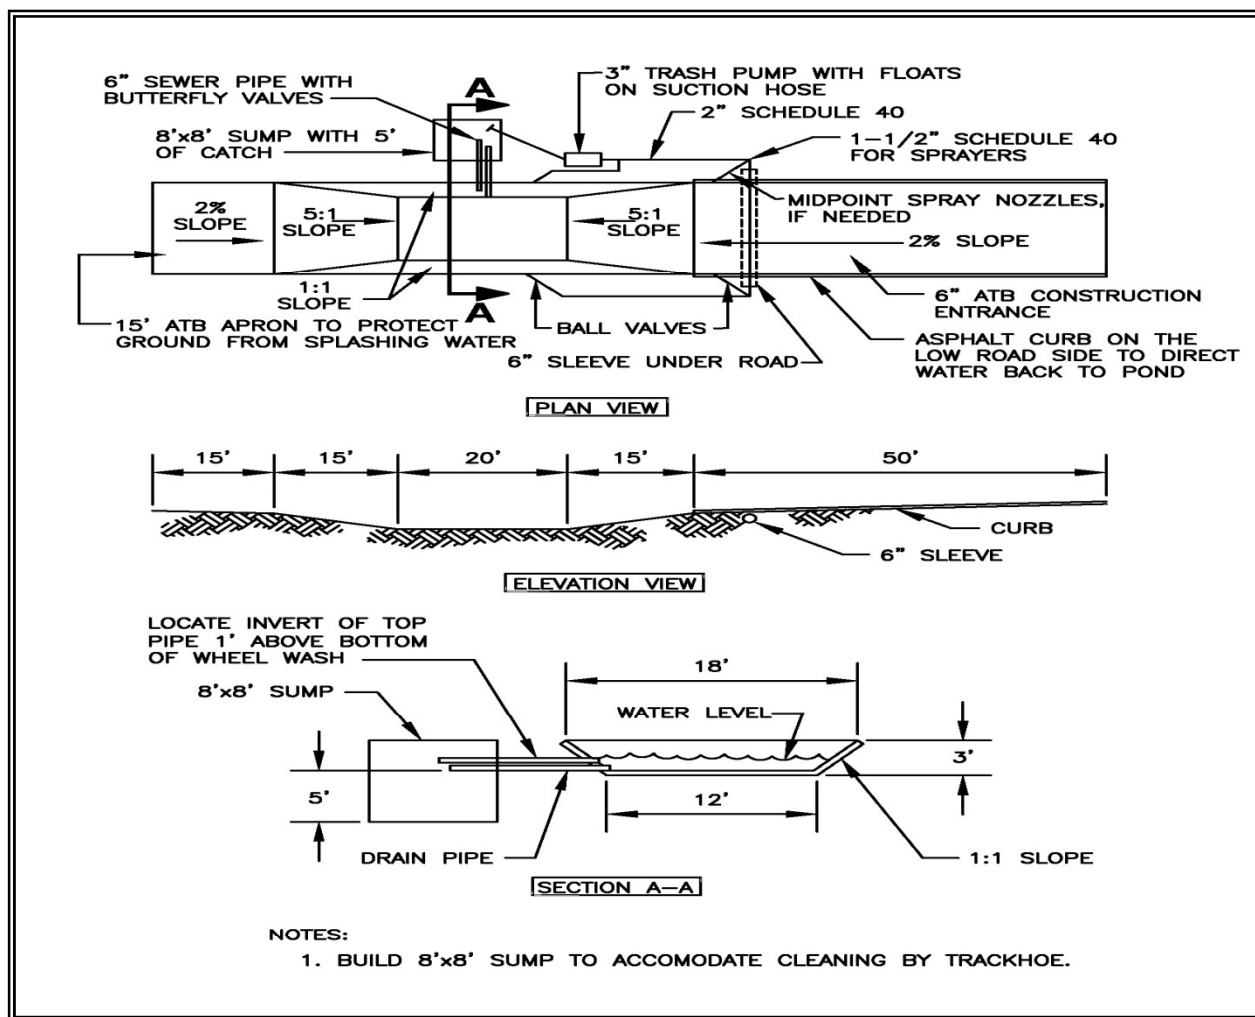 6” SEWER PIPE WITH
BUTTERFLY VALVES
A
3” TRASH PUMP WITH FLOATS
ON SUCTION HOSE
2” SCHEDULE 40
8’x8’ SUMP WITH 5’
OF CATCH
1–1/2” SCHEDULE 40
FOR SPRAYERS
2%
SLOPE
5:1
SLOPE
5:1
SLOPE
MIDPOINT SPRAY NOZZLES,
IF NEEDED
2% SLOPE
1:1
SLOPE
A
15’ ATB APRON TO PROTECT
GROUND FROM SPLASHING WATER
BALL VALVES
6” SLEEVE UNDER ROAD
6” ATB CONSTRUCTION
ENTRANCE
ASPHALT CURB ON THE
LOW ROAD SIDE TO DIRECT
WATER BACK TO POND
PLAN VIEW
15’ 15’ 20’ 15’ 50’
CURB
6” SLEEVE
ELEVATION VIEW
LOCATE INVERT OF TOP
PIPE 1’ ABOVE BOTTOM
OF WHEEL WASH
8’x8’ SUMP
18’
WATER LEVEL
3’
5’
12’
DRAIN PIPE
1:1 SLOPE
SECTION A–A
NOTES:
1. BUILD 8’x8’ SUMP TO ACCOMODATE CLEANING BY TRACKHOE.